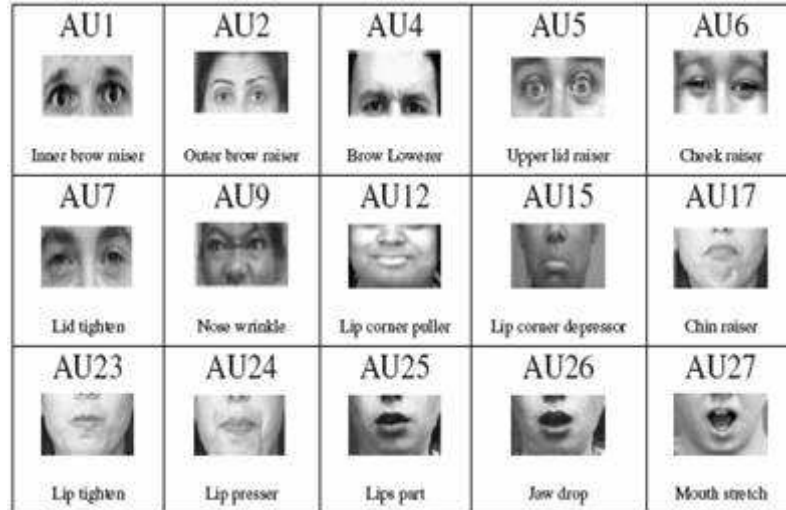 AU1 AU2 AU4 AU5 AU6
Inner brow raiser Outer brow raiser Brow Lowerer Upper lid raiser Cheek raiser
AU7 AU9 AU12 AU15 AU17
Lid tighten Nose wrinkle Lip corner puller Lip corner depressor Chin raiser
AU23 AU24 AU25 AU26 AU27
Lip tighten Lip presser Lips part Jaw drop Mouth stretch